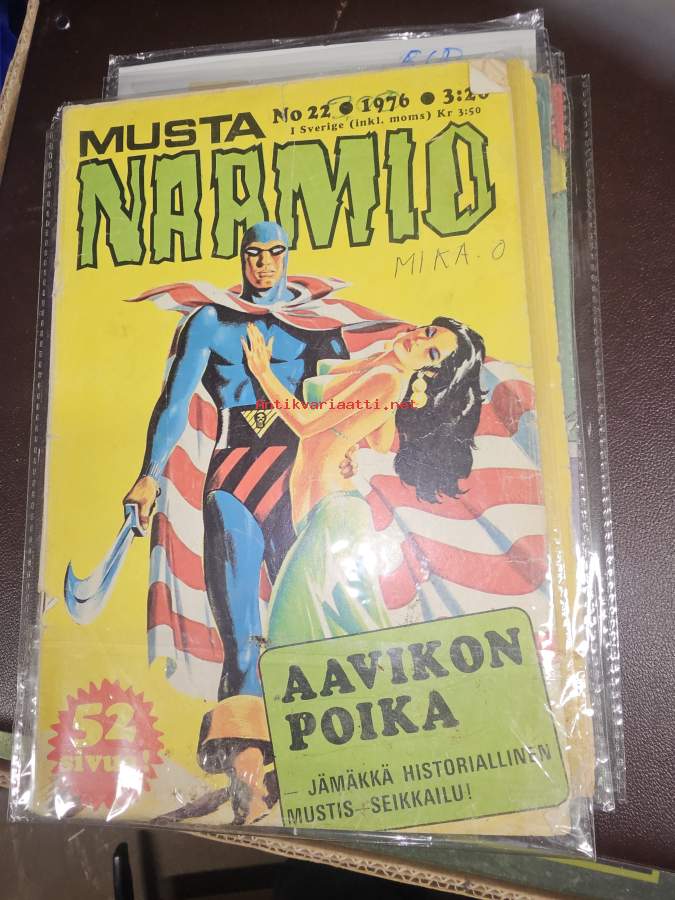 No 22 ● 1976 ● 3:20
I Sverige (inkl. moms) Kr 3:50
MUSTA
NAAMIO
MIKA.O
antikvariaatti.net
AAVIKON
POIKA
– JÄMÄKKÄ HISTORIALLINEN
MUSTIS-SEIKKAILU!
52
sivua!